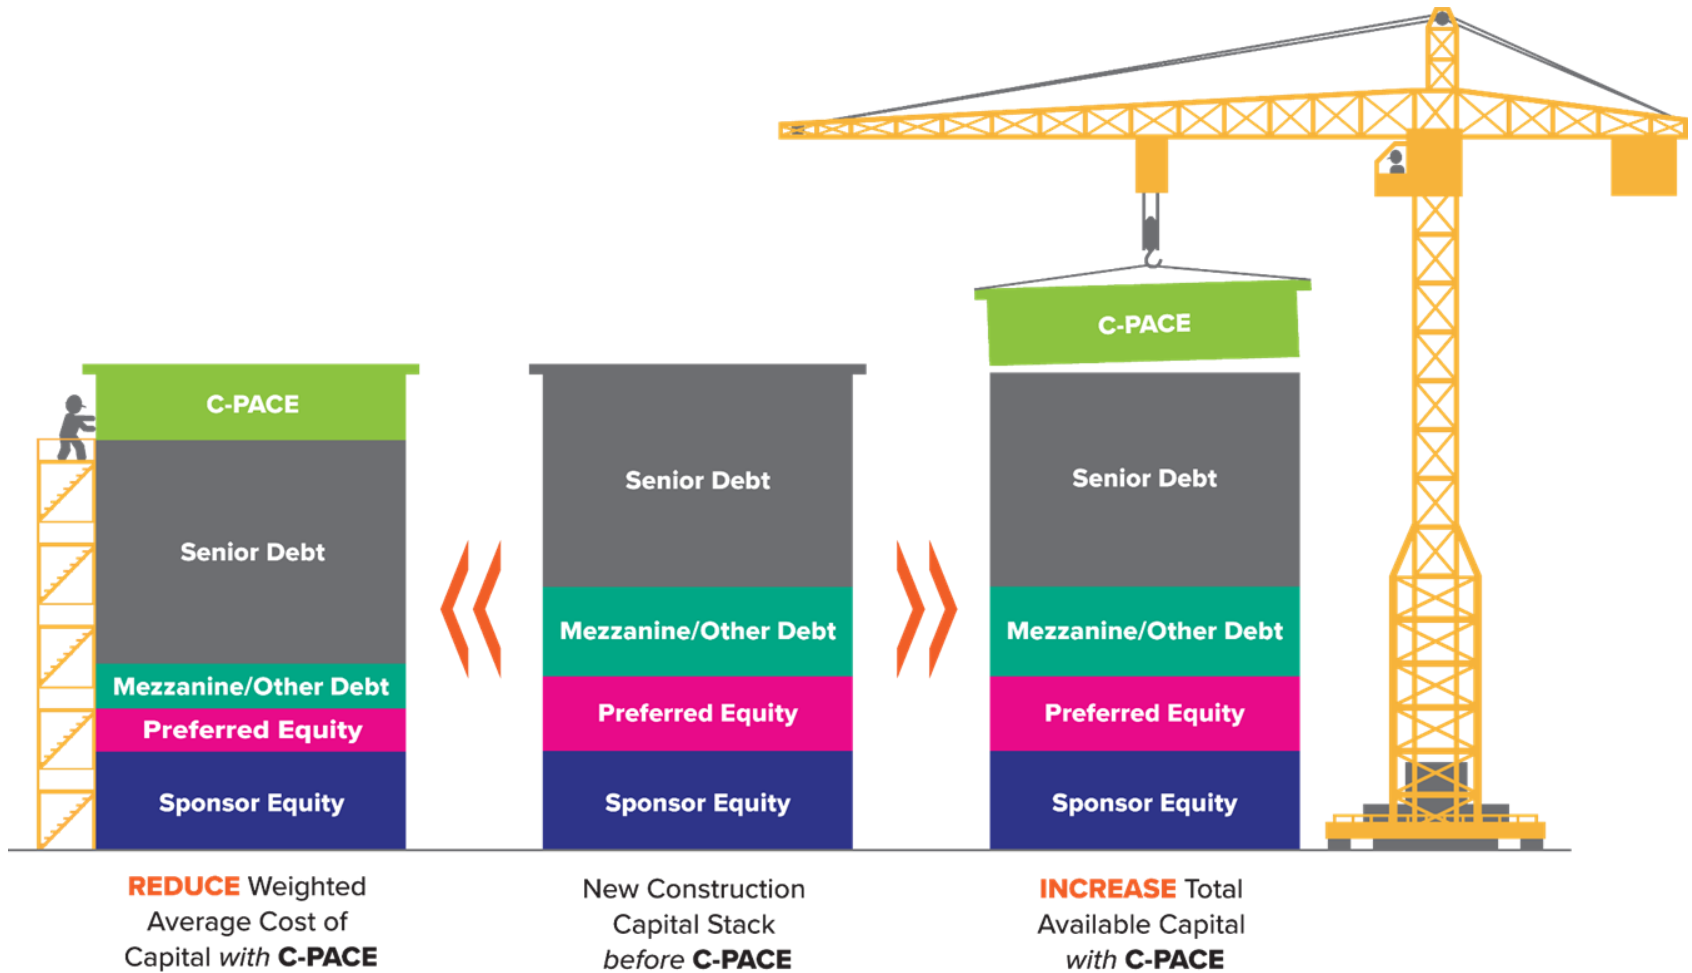 C-PACE
Senior Debt
Mezzanine/Other Debt
Preferred Equity
Sponsor Equity
REDUCE Weighted
Average Cost of
Capital with C-PACE
Senior Debt
Mezzanine/Other Debt
Preferred Equity
Sponsor Equity
New Construction
Capital Stack
before C-PACE
C-PACE
Senior Debt
Mezzanine/Other Debt
Preferred Equity
Sponsor Equity
INCREASE Total
Available Capital
with C-PACE